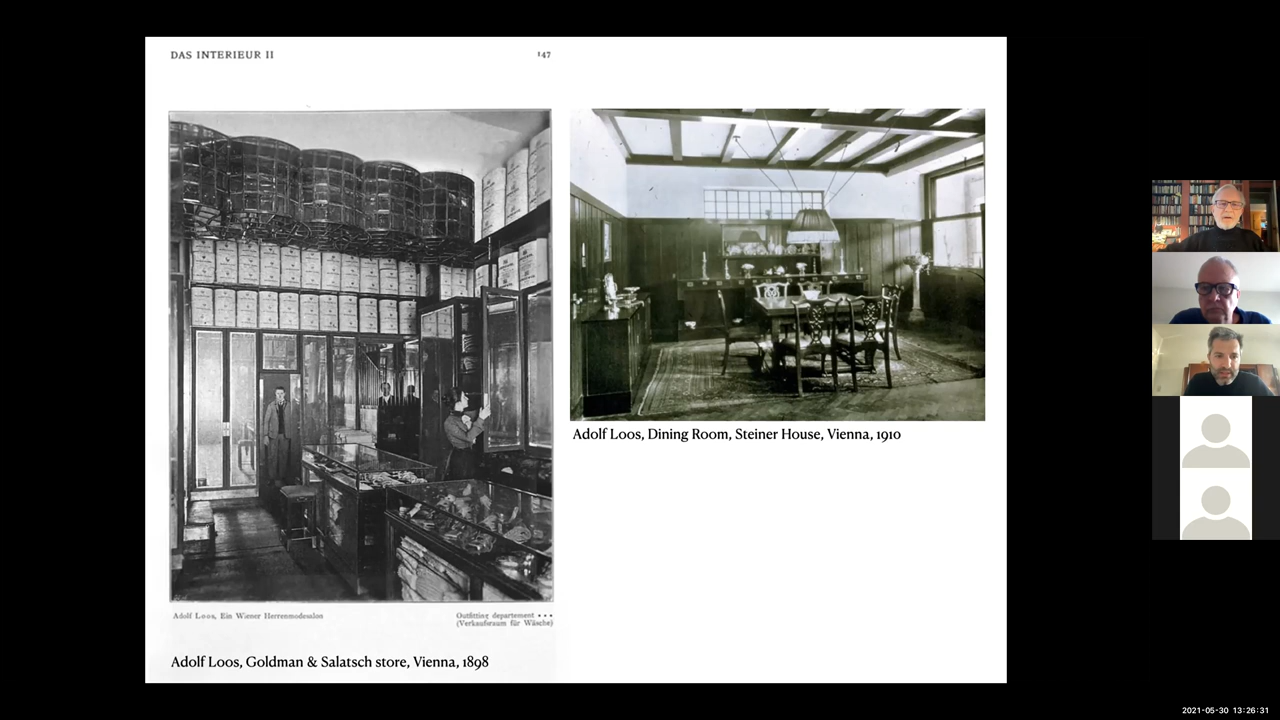 DAS INTERIEUR II
147
Adolf Loos, Ein Wiener Herrenmodesalon
Outfitting departement • • •
(Verkaufsraum für Wäsche)
Adolf Loos, Goldman & Salatsch store, Vienna, 1898
Adolf Loos, Dining Room, Steiner House, Vienna, 1910
2021-05-30 13:26:31